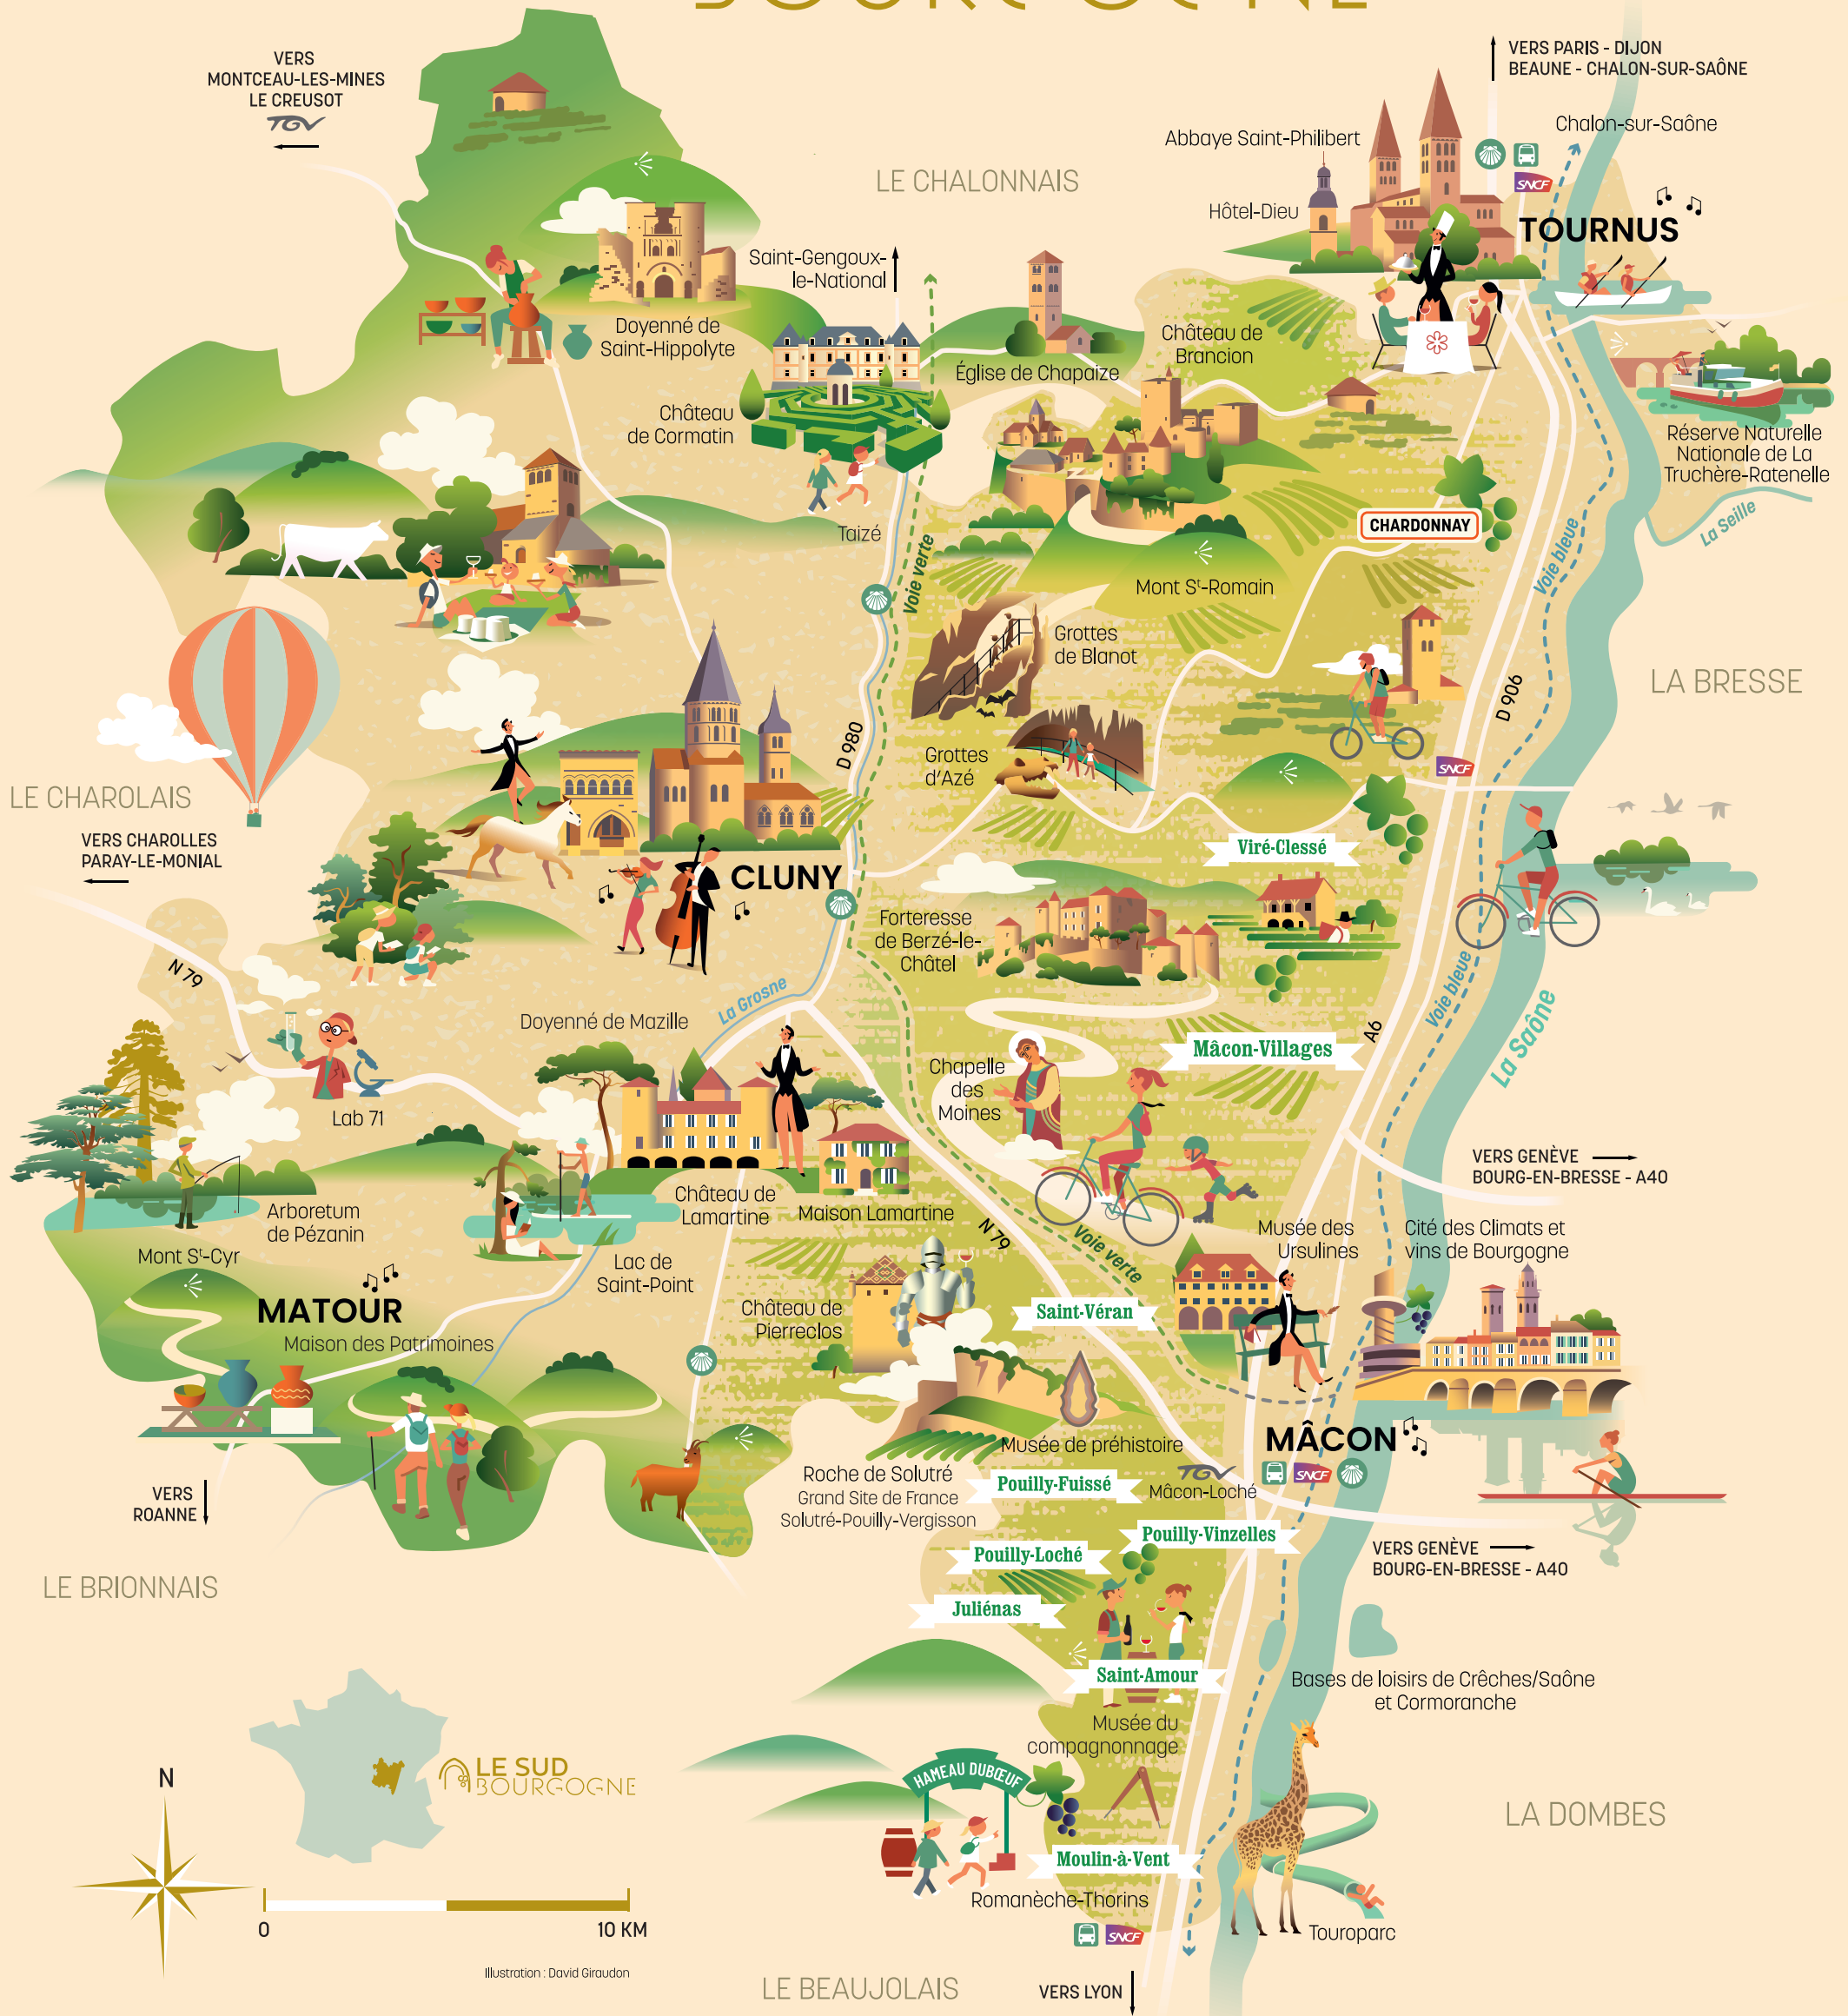 BOURGOGNE
VERS
MONTCEAU-LES-MINES
LE CREUSOT
TGV
VERS PARIS - DIJON
BEAUNE - CHALON-SUR-SAÔNE
Chalon-sur-Saône
Abbaye Saint-Philibert
SNCF
LE CHALONNAIS
Hôtel-Dieu
TOURNUS
Saint-Gengoux-
le-National
Doyenné de
Saint-Hippolyte
Château de
Brancion
Église de Chapaize
Château
de Cormatin
Réserve Naturelle
Nationale de La
Truchère-Ratenelle
La Seille
CHARDONNAY
Taizé
Voie verte
Voie bleue
Mont St-Romain
Grottes
de Blanot
LA BRESSE
D 906
D 980
Grottes
d'Azé
SNCF
LE CHAROLAIS
VERS CHAROLLES
PARAY-LE-MONIAL
Viré-Clessé
CLUNY
Forteresse
de Berzé-le-
Châtel
N 79
La Grosne
Voie bleue
La Saône
Doyenné de Mazille
A6
Mâcon-Villages
Chapelle
des
Moines
Lab 71
VERS GENÈVE
BOURG-EN-BRESSE - A40
Arboretum
de Pézanin
Château de
Lamartine
Maison Lamartine
N 79
Voie verte
Musée des
Ursulines
Cité des Climats et
vins de Bourgogne
Mont St-Cyr
Lac de
Saint-Point
MATOUR
Maison des Patrimoines
Château de
Pierreclos
Saint-Véran
MÂCON
SNCF
Musée de préhistoire
Roche de Solutré
Grand Site de France
Solutré-Pouilly-Vergisson
Pouilly-Fuissé
TGV
Mâcon-Loché
VERS
ROANNE
Pouilly-Vinzelles
Pouilly-Loché
VERS GENÈVE
BOURG-EN-BRESSE - A40
LE BRIONNAIS
Juliénas
Saint-Amour
Bases de loisirs de Crêches/Saône
et Cormoranche
Musée du
compagnonnage
HAMEAU DUBŒUF
LE SUD
BOURGOGNE
N
LA DOMBES
Moulin-à-Vent
Romanèche-Thorins
SNCF
Touroparc
0
10 KM
Illustration : David Giraudon
LE BEAUJOLAIS
VERS LYON